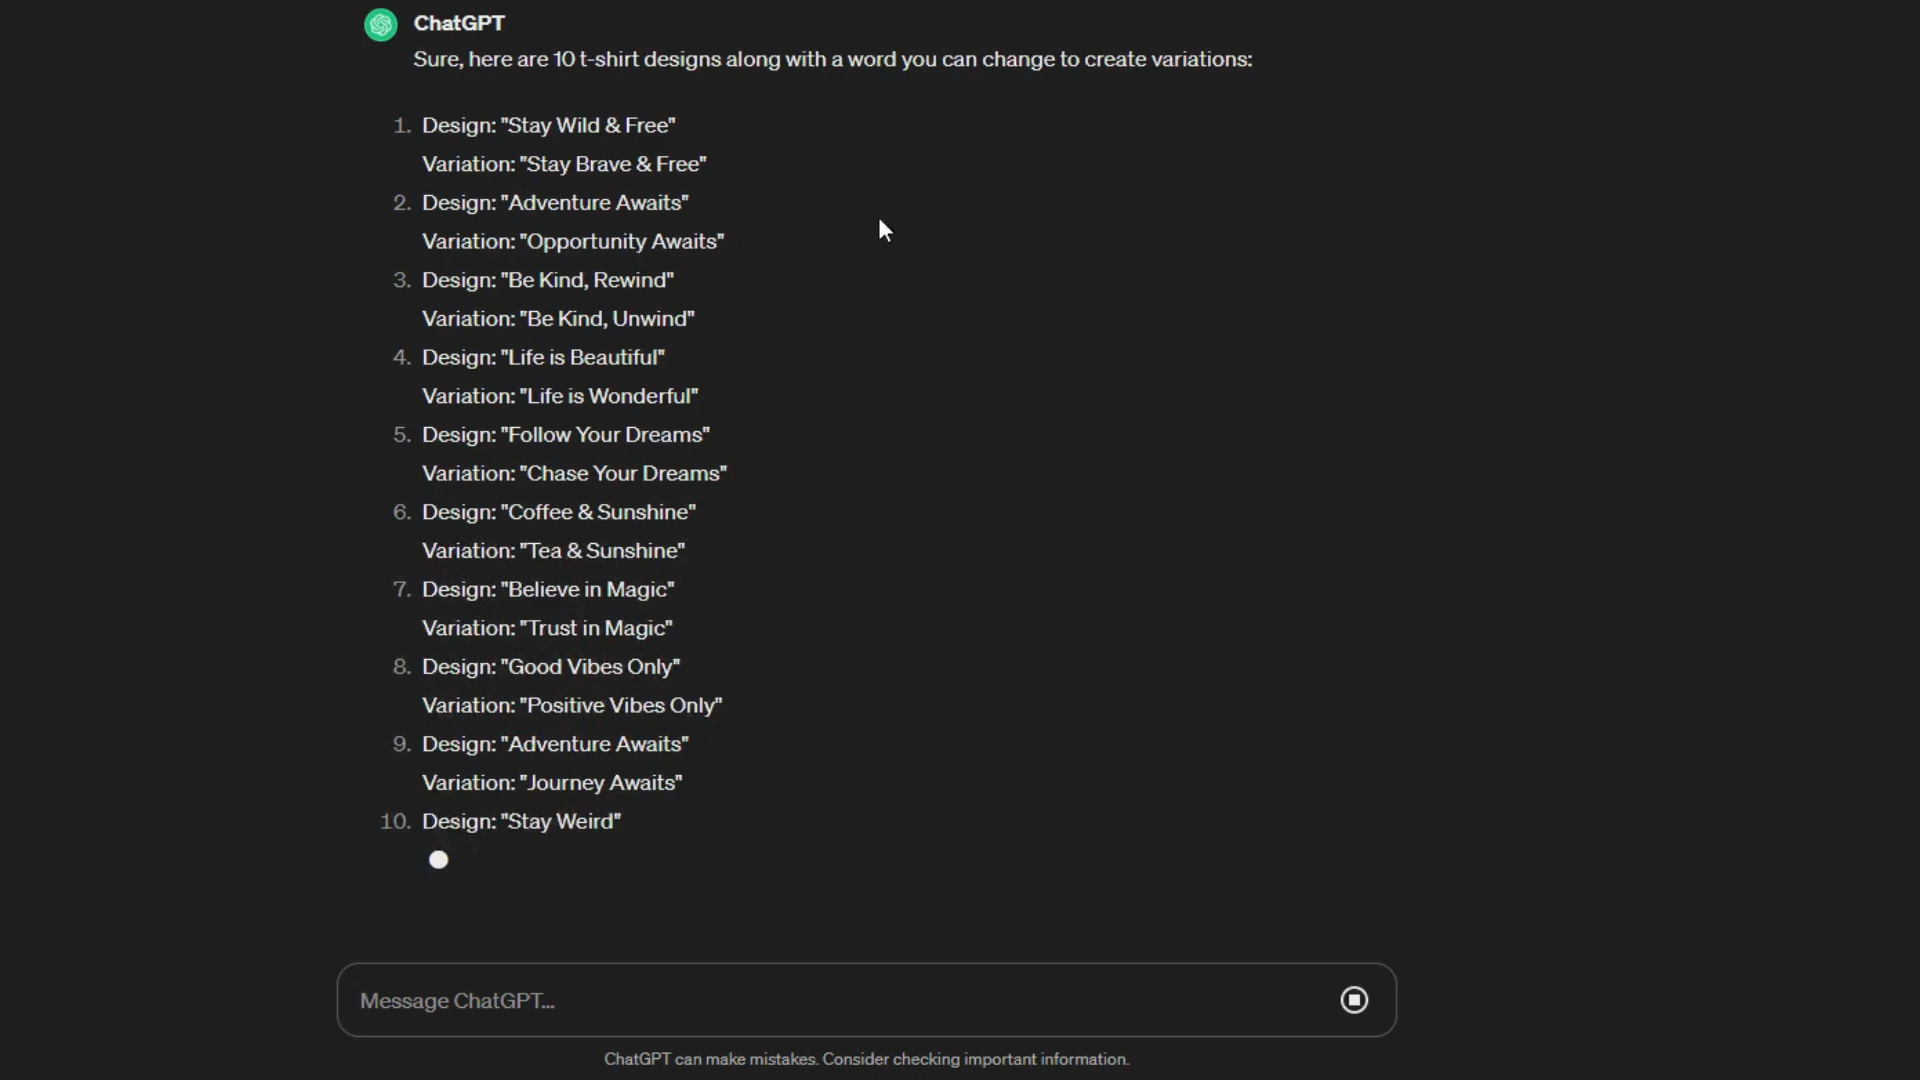 ChatGPT
Sure, here are 10 t-shirt designs along with a word you can change to create variations:
1. Design: "Stay Wild & Free"
Variation: "Stay Brave & Free"
2. Design: "Adventure Awaits"
Variation: "Opportunity Awaits"
3. Design: "Be Kind, Rewind"
Variation: "Be Kind, Unwind"
4. Design: "Life is Beautiful"
Variation: "Life is Wonderful"
5. Design: "Follow Your Dreams"
Variation: "Chase Your Dreams"
6. Design: "Coffee & Sunshine"
Variation: "Tea & Sunshine"
7. Design: "Believe in Magic"
Variation: "Trust in Magic"
8. Design: "Good Vibes Only"
Variation: "Positive Vibes Only"
9. Design: "Adventure Awaits"
Variation: "Journey Awaits"
10. Design: "Stay Weird"
Message ChatGPT...
ChatGPT can make mistakes. Consider checking important information.